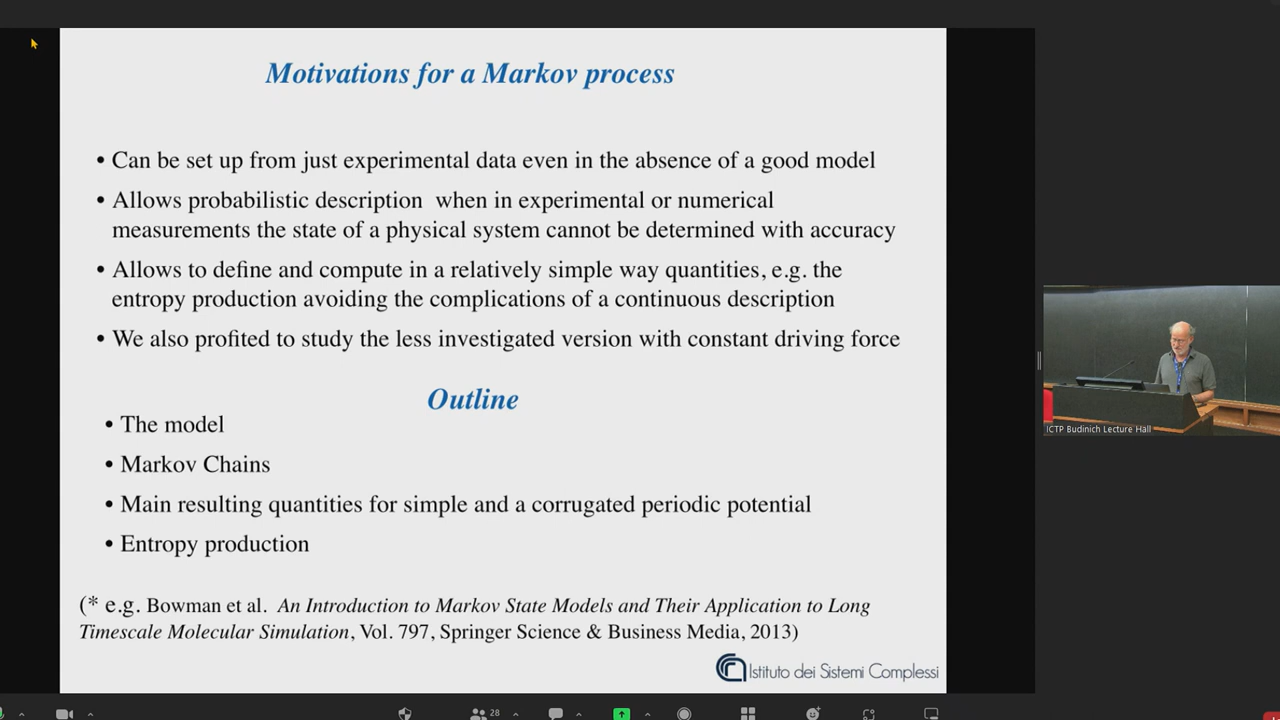 Motivations for a Markov process
• Can be set up from just experimental data even in the absence of a good model
• Allows probabilistic description when in experimental or numerical
measurements the state of a physical system cannot be determined with accuracy
• Allows to define and compute in a relatively simple way quantities, e.g. the
entropy production avoiding the complications of a continuous description
• We also profited to study the less investigated version with constant driving force
Outline
• The model
• Markov Chains
• Main resulting quantities for simple and a corrugated periodic potential
• Entropy production
(* e.g. Bowman et al. An Introduction to Markov State Models and Their Application to Long
Timescale Molecular Simulation, Vol. 797, Springer Science & Business Media, 2013)
Istituto dei Sistemi Complessi
ICTP Budinich Lecture Hall
28